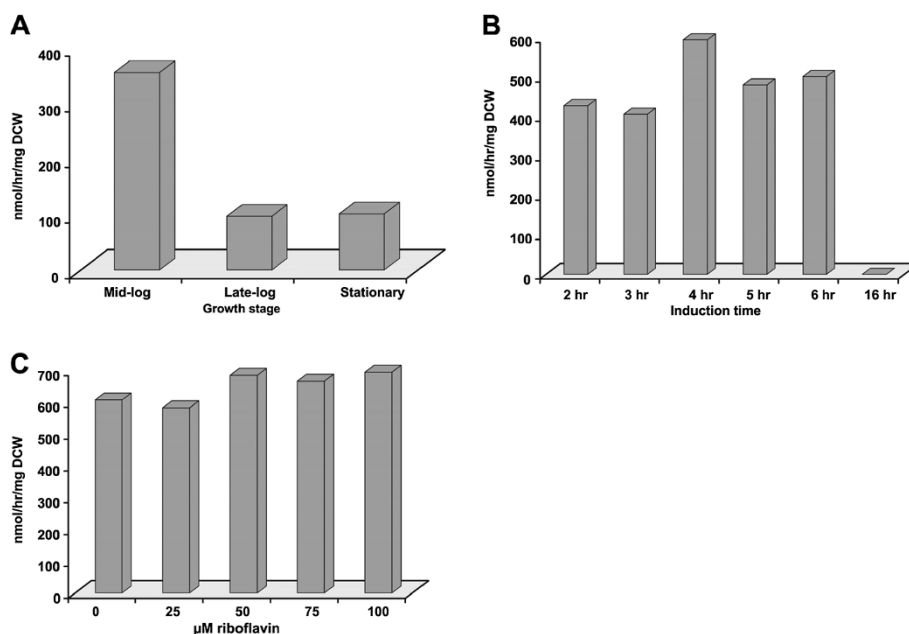 A
nmol/hr/mg DCW
400
300
200
100
0
Mid-log Late-log Stationary
Growth stage
B
nmol/hr/mg DCW
600
500
400
300
200
100
0
2 hr 3 hr 4 hr 5 hr 6 hr 16 hr
Induction time
C
nmol/hr/mg DCW
700
600
500
400
300
200
100
0
0 25 50 75 100
µM riboflavin